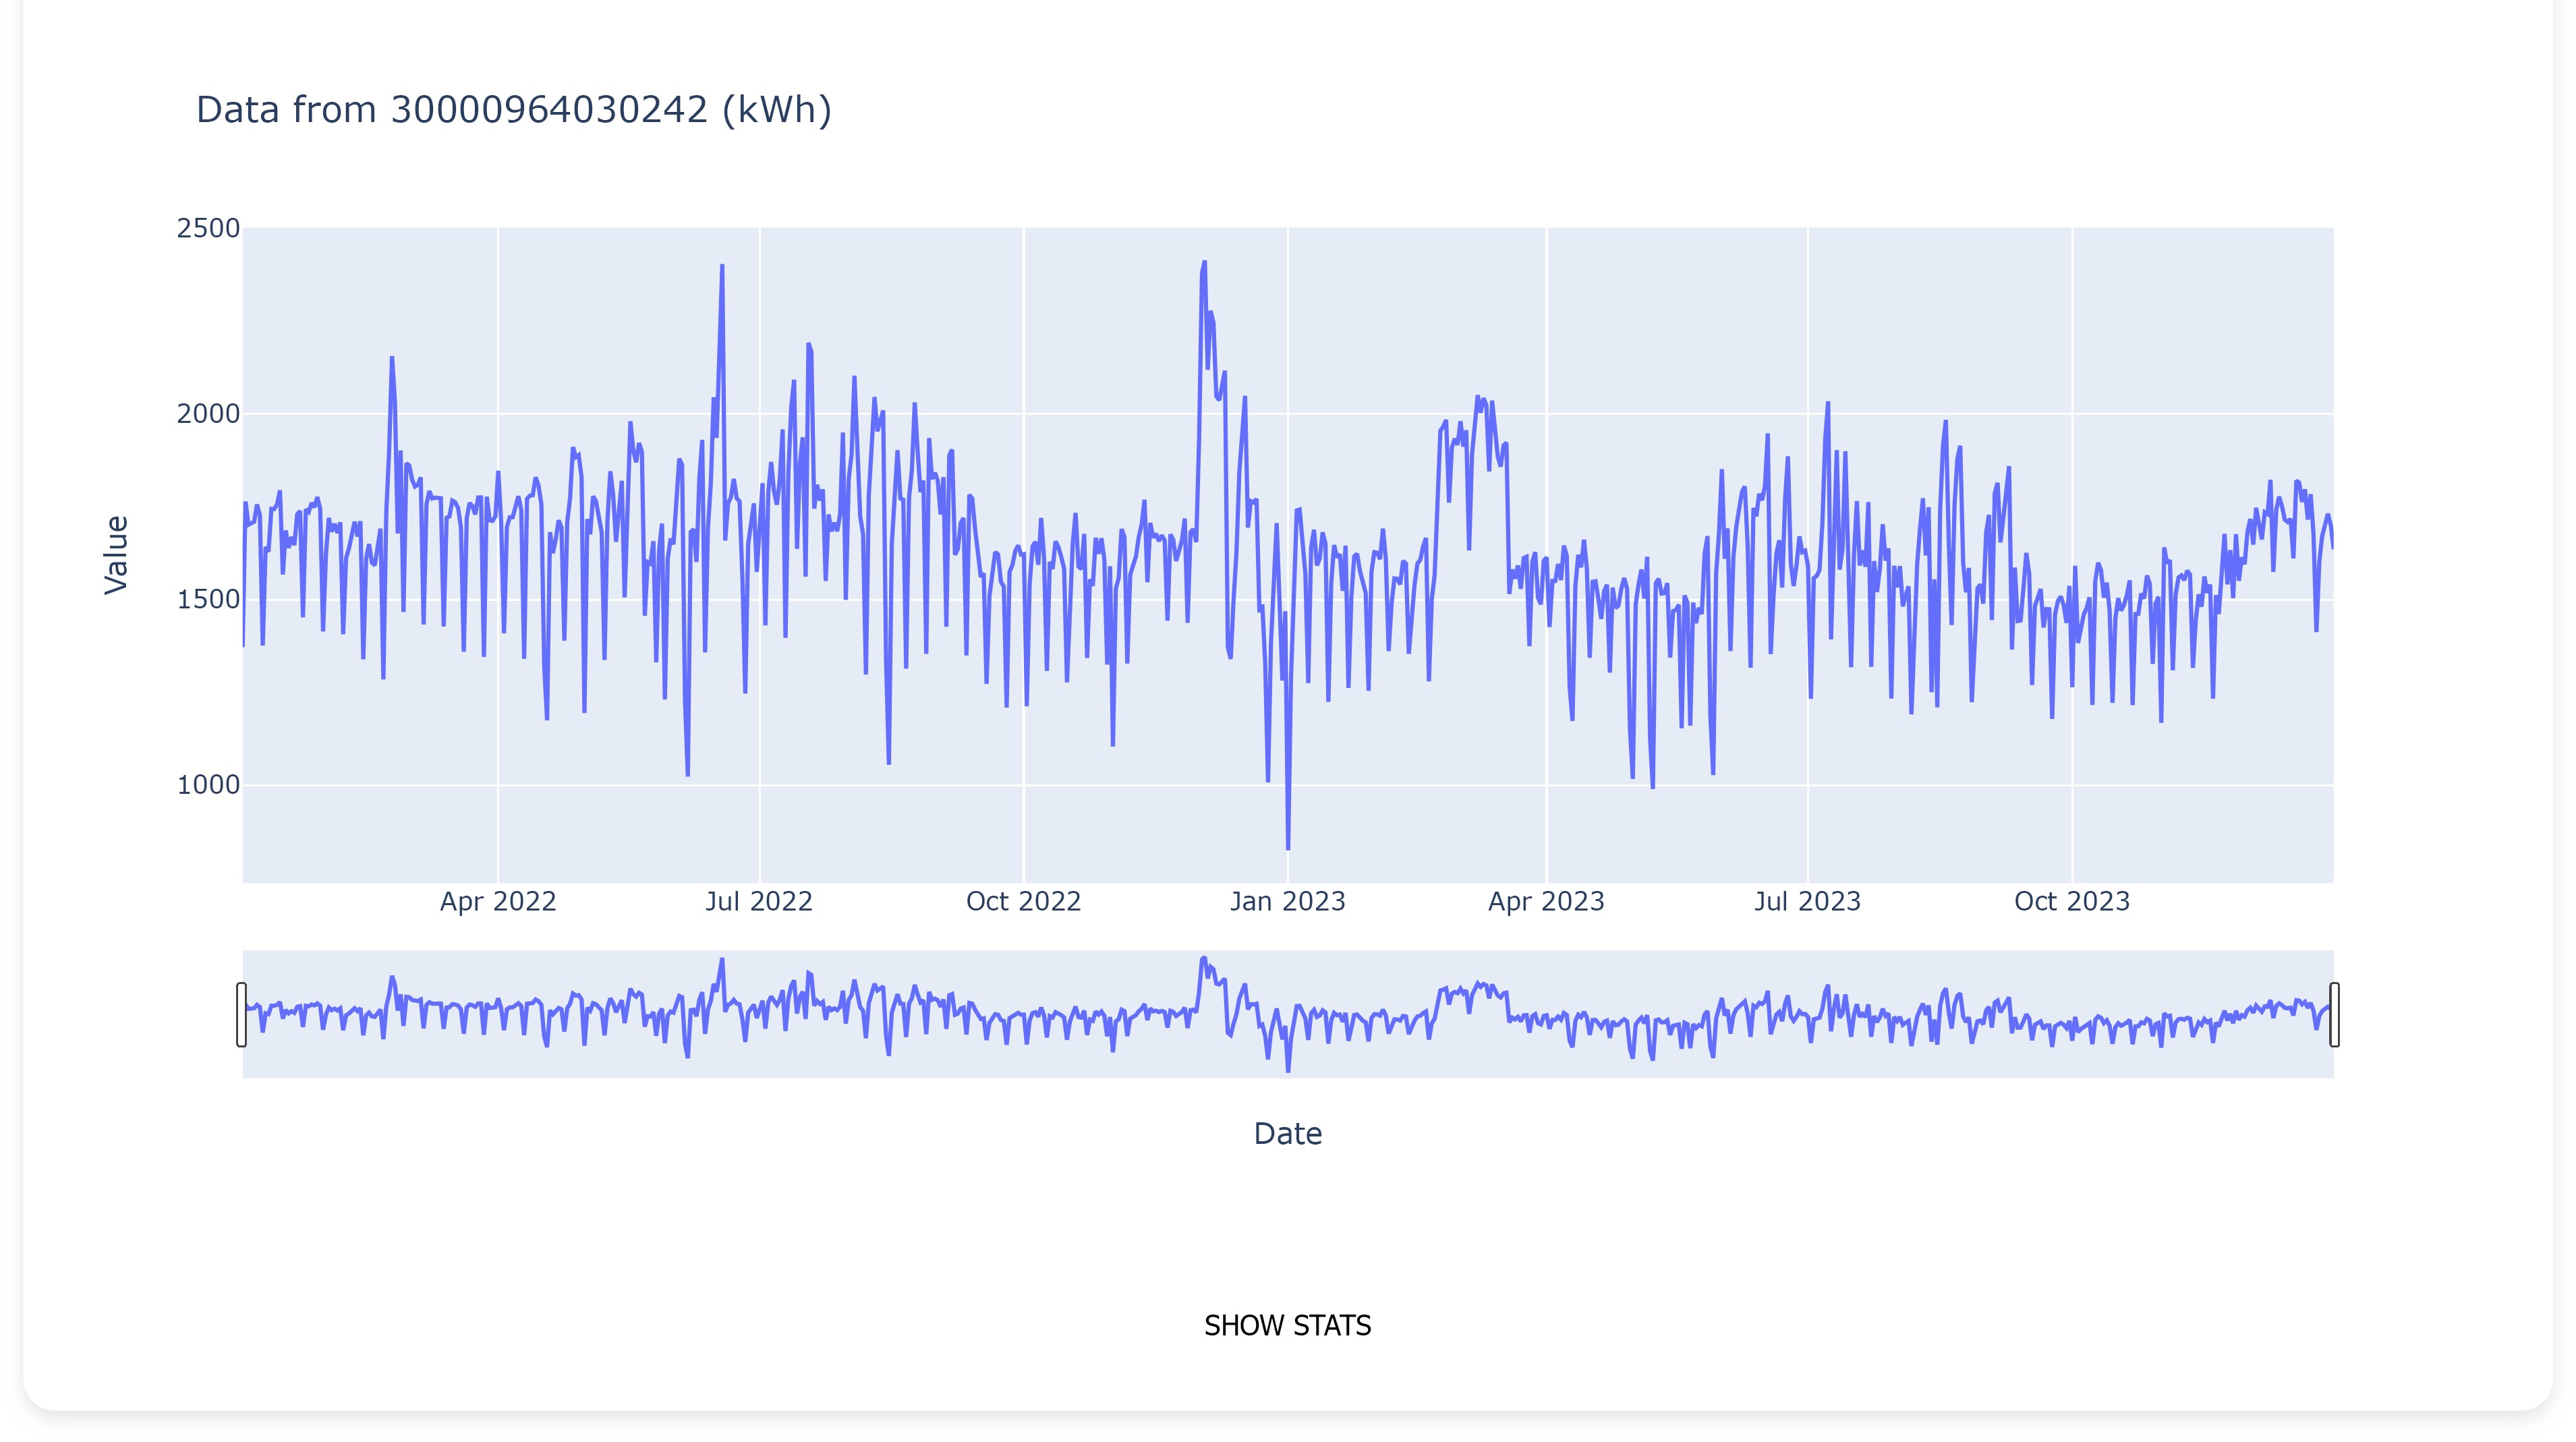 Data from 30000964030242 (kWh)
2500
2000
1500
1000
Value
Apr 2022
Jul 2022
Oct 2022
Jan 2023
Apr 2023
Jul 2023
Oct 2023
Date
SHOW STATS